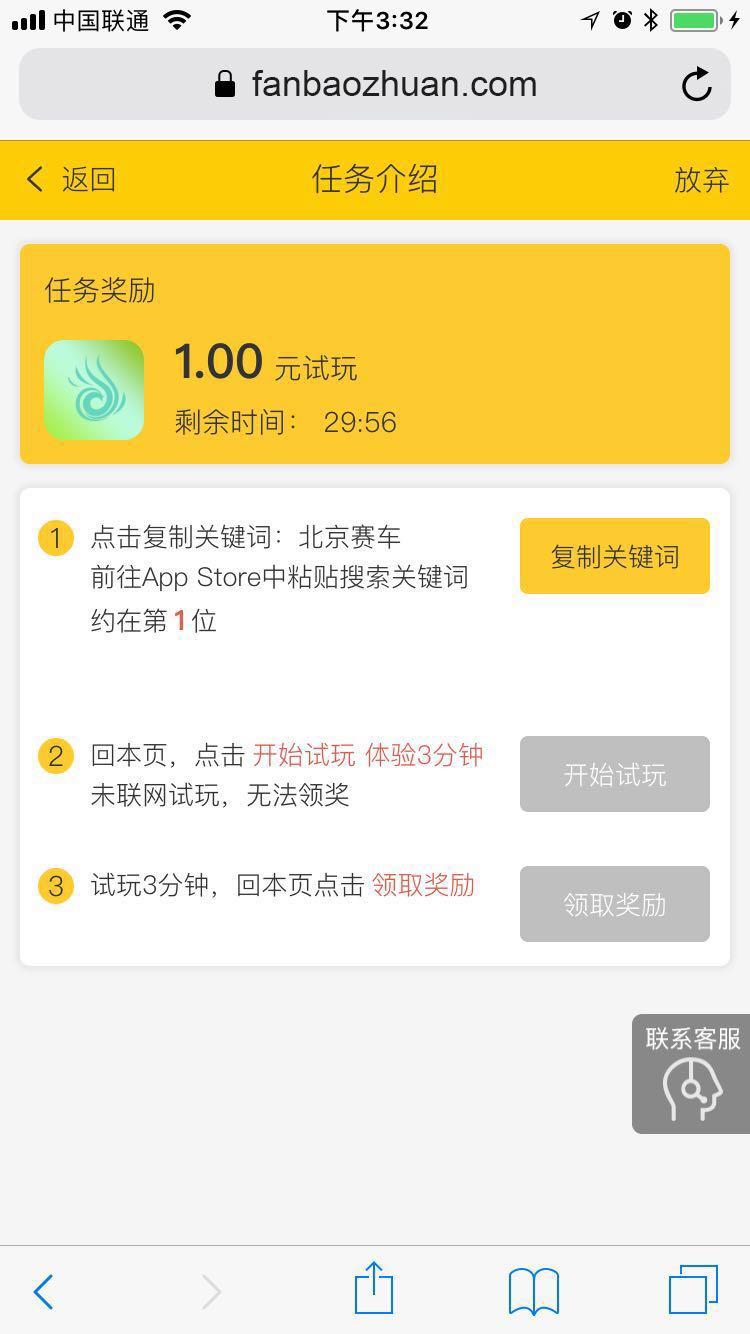 中国联通
下午3:32
fanbaozhuan.com
返回
任务介绍
放弃
任务奖励
1.00 元试玩
剩余时间： 29:56
1
点击复制关键词：北京赛车
前往App Store中粘贴搜索关键词
约在第1位
复制关键词
2
回本页，点击 开始试玩 体验3分钟
未联网试玩，无法领奖
开始试玩
3
试玩3分钟，回本页点击 领取奖励
领取奖励
联系客服